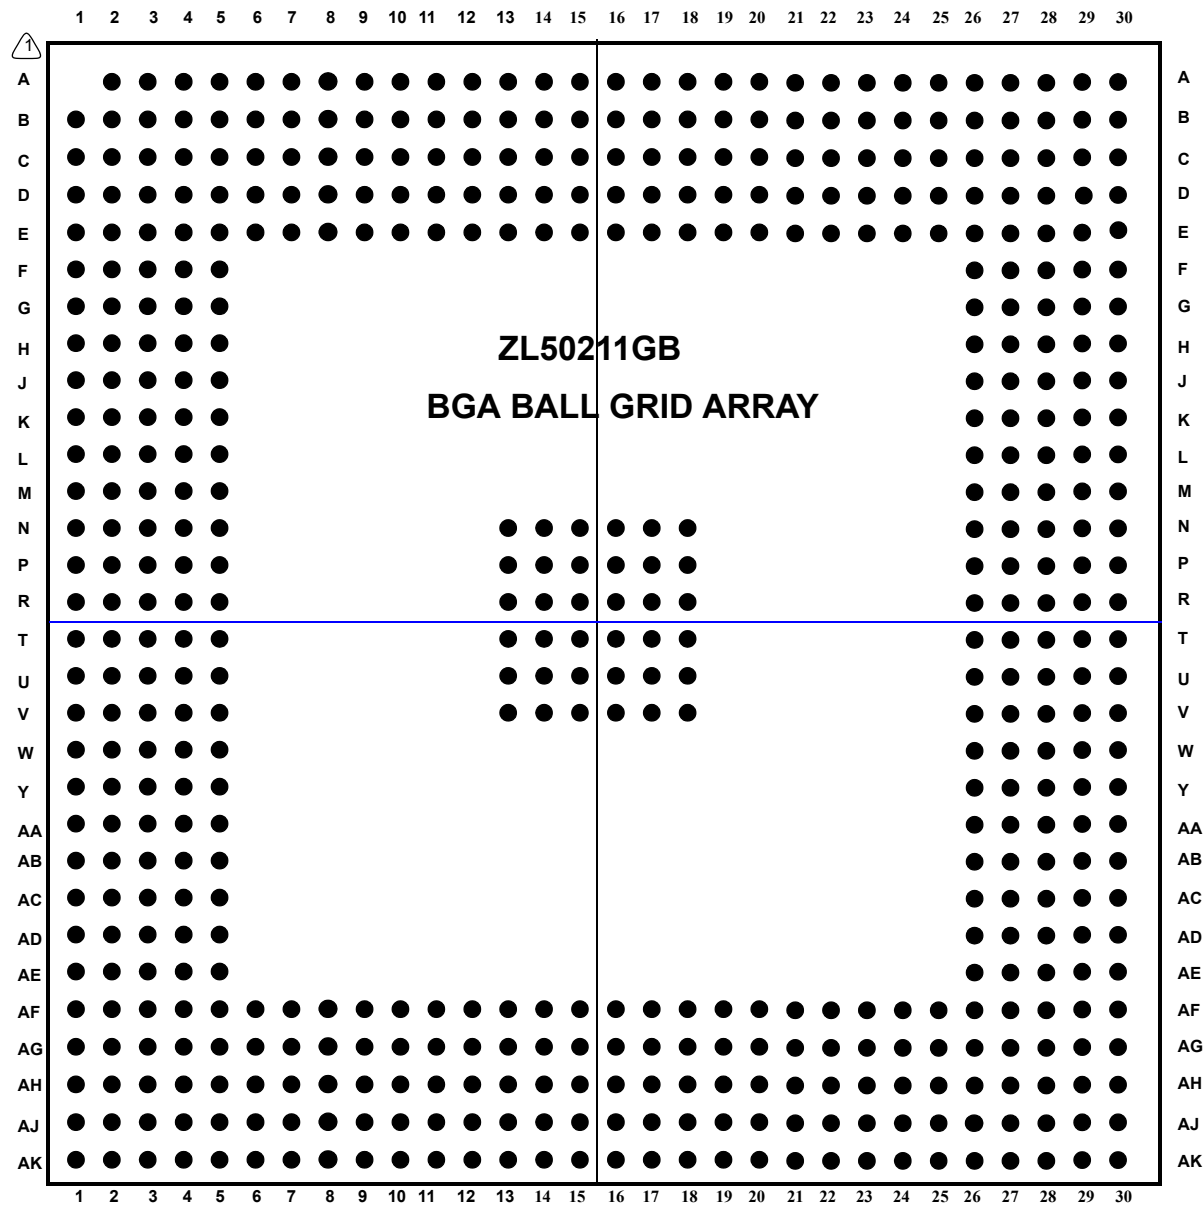 1 2 3 4 5 6 7 8 9 10 11 12 13 14 15 16 17 18 19 20 21 22 23 24 25 26 27 28 29 30
1
A A
B B
C C
D D
E E
F F
G G
H ZL50211GB H
J J
K BGA BALL GRID ARRAY K
L L
M M
N N
P P
R R
T T
U U
V V
W W
Y Y
AA AA
AB AB
AC AC
AD AD
AE AE
AF AF
AG AG
AH AH
AJ AJ
AK AK
1 2 3 4 5 6 7 8 9 10 11 12 13 14 15 16 17 18 19 20 21 22 23 24 25 26 27 28 29 30